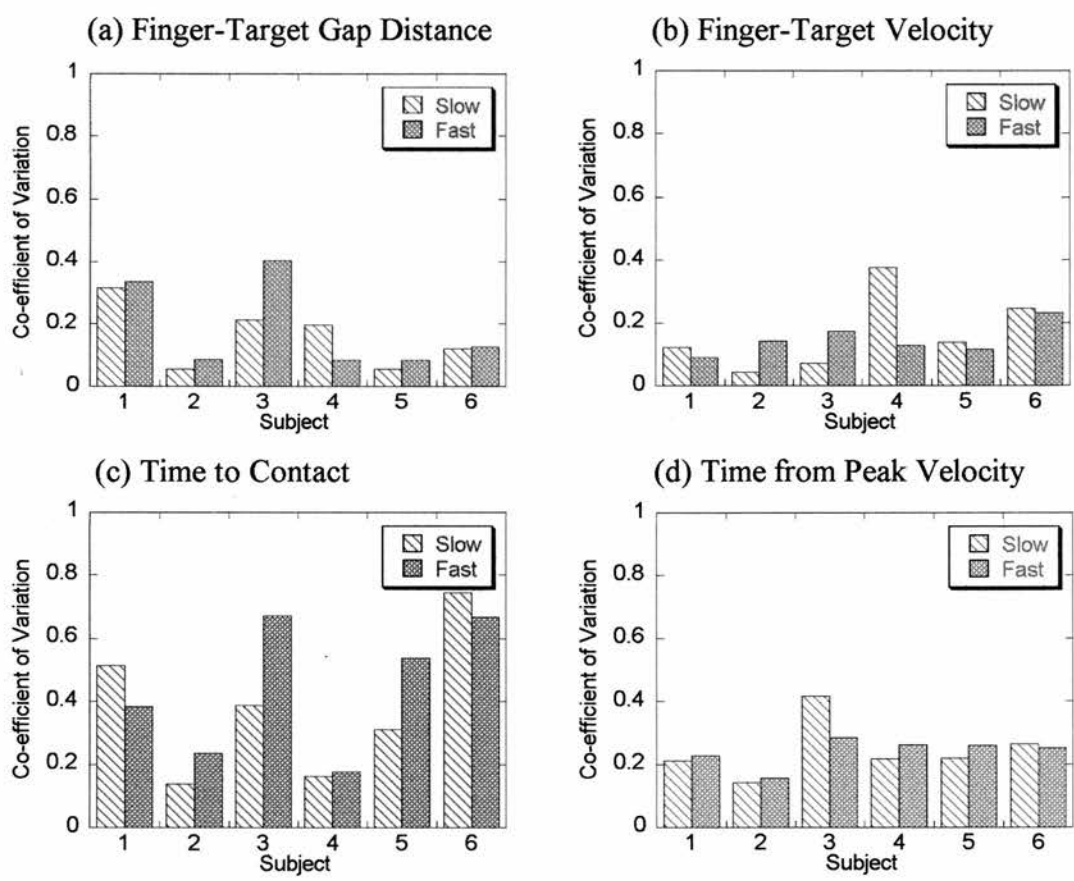 (a) Finger-Target Gap Distance
1
0.8
0.6
0.4
0.2
0
Co-efficient of Variation
Slow
Fast
1 2 3 4 5 6
Subject
(b) Finger-Target Velocity
1
0.8
0.6
0.4
0.2
0
Co-efficient of Variation
Slow
Fast
1 2 3 4 5 6
Subject
(c) Time to Contact
1
0.8
0.6
0.4
0.2
0
Co-efficient of Variation
Slow
Fast
1 2 3 4 5 6
Subject
(d) Time from Peak Velocity
1
0.8
0.6
0.4
0.2
0
Co-efficient of Variation
Slow
Fast
1 2 3 4 5 6
Subject